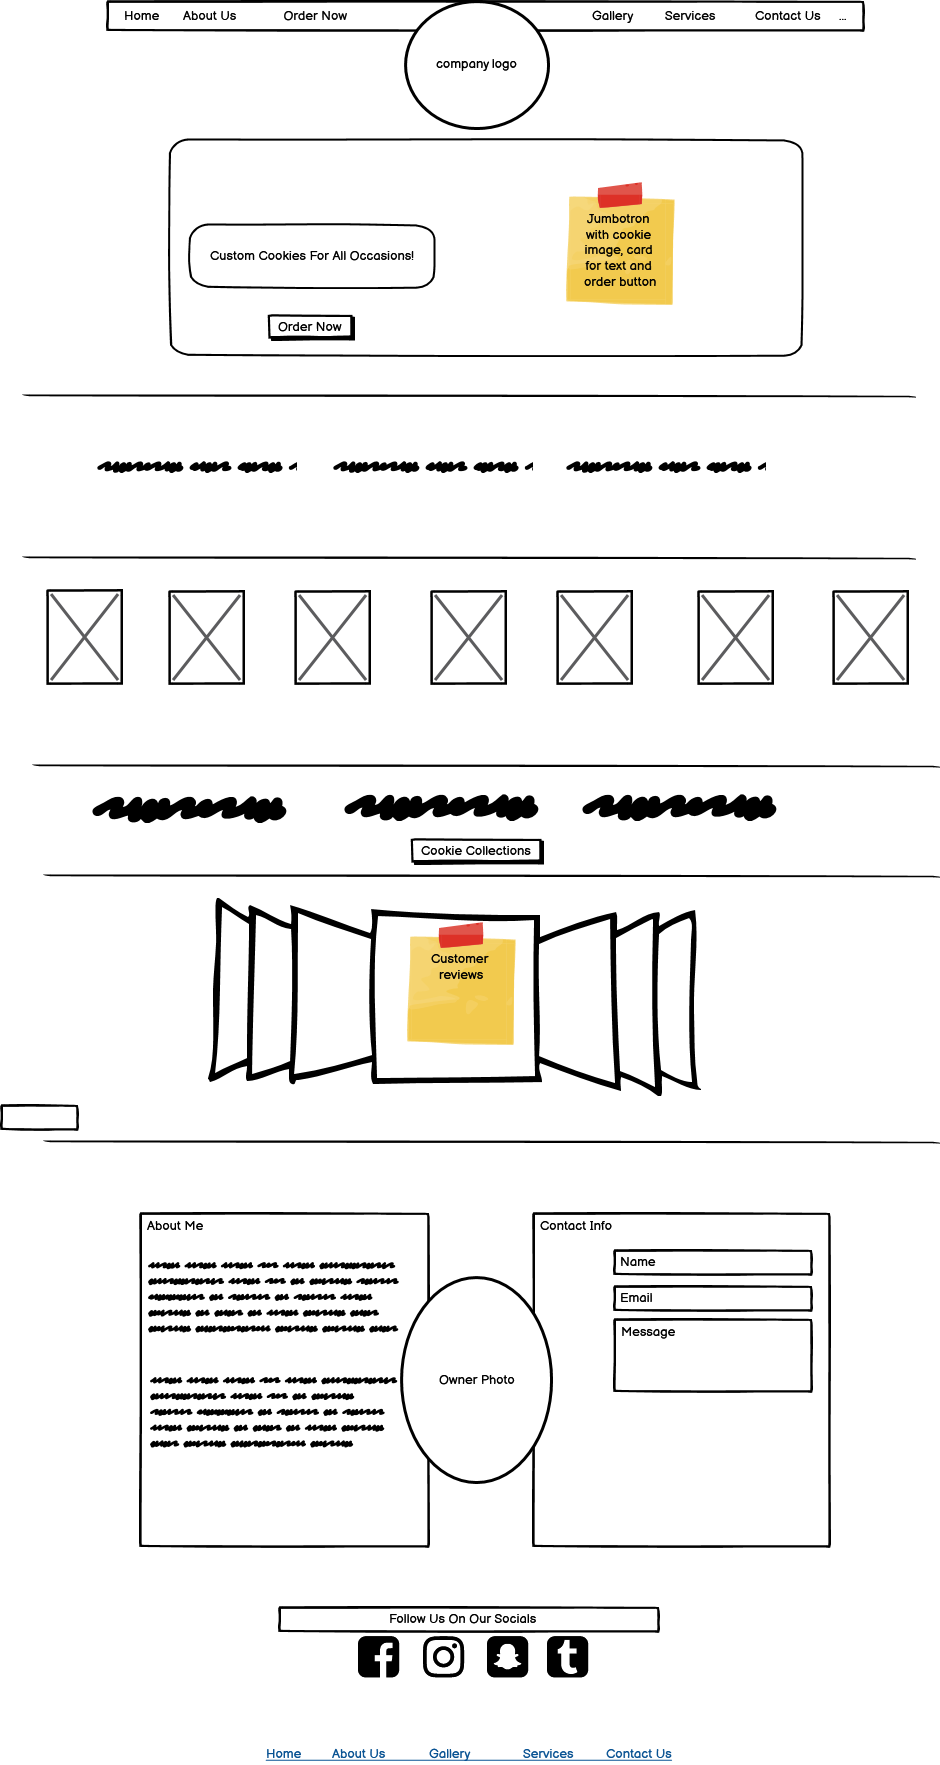 Home About Us Order Now Gallery Services Contact Us ...
company logo
Jumbotron
with cookie
image, card
for text and
order button
Custom Cookies For All Occasions!
Order Now
Cookie Collections
Customer
reviews
About Me
Contact Info
Name
Email
Message
Owner Photo
Follow Us On Our Socials
Home About Us Gallery Services Contact Us